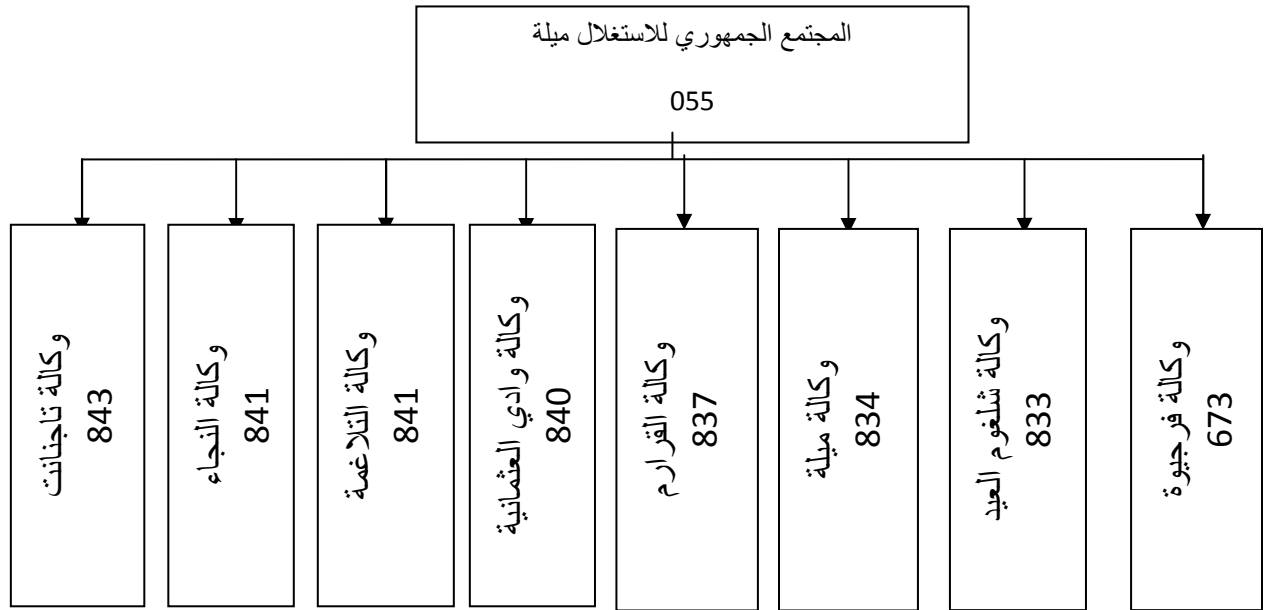 المجتمع الجمهوري للاستغلال ميلة
055
وكالة فرجيوة
673
وكالة شلغوم العيد
833
وكالة ميلة
834
وكالة القرارم
837
وكالة وادي العثمانية
840
وكالة التلاغمة
841
وكالة النجاء
841
وكالة تاجنانت
843